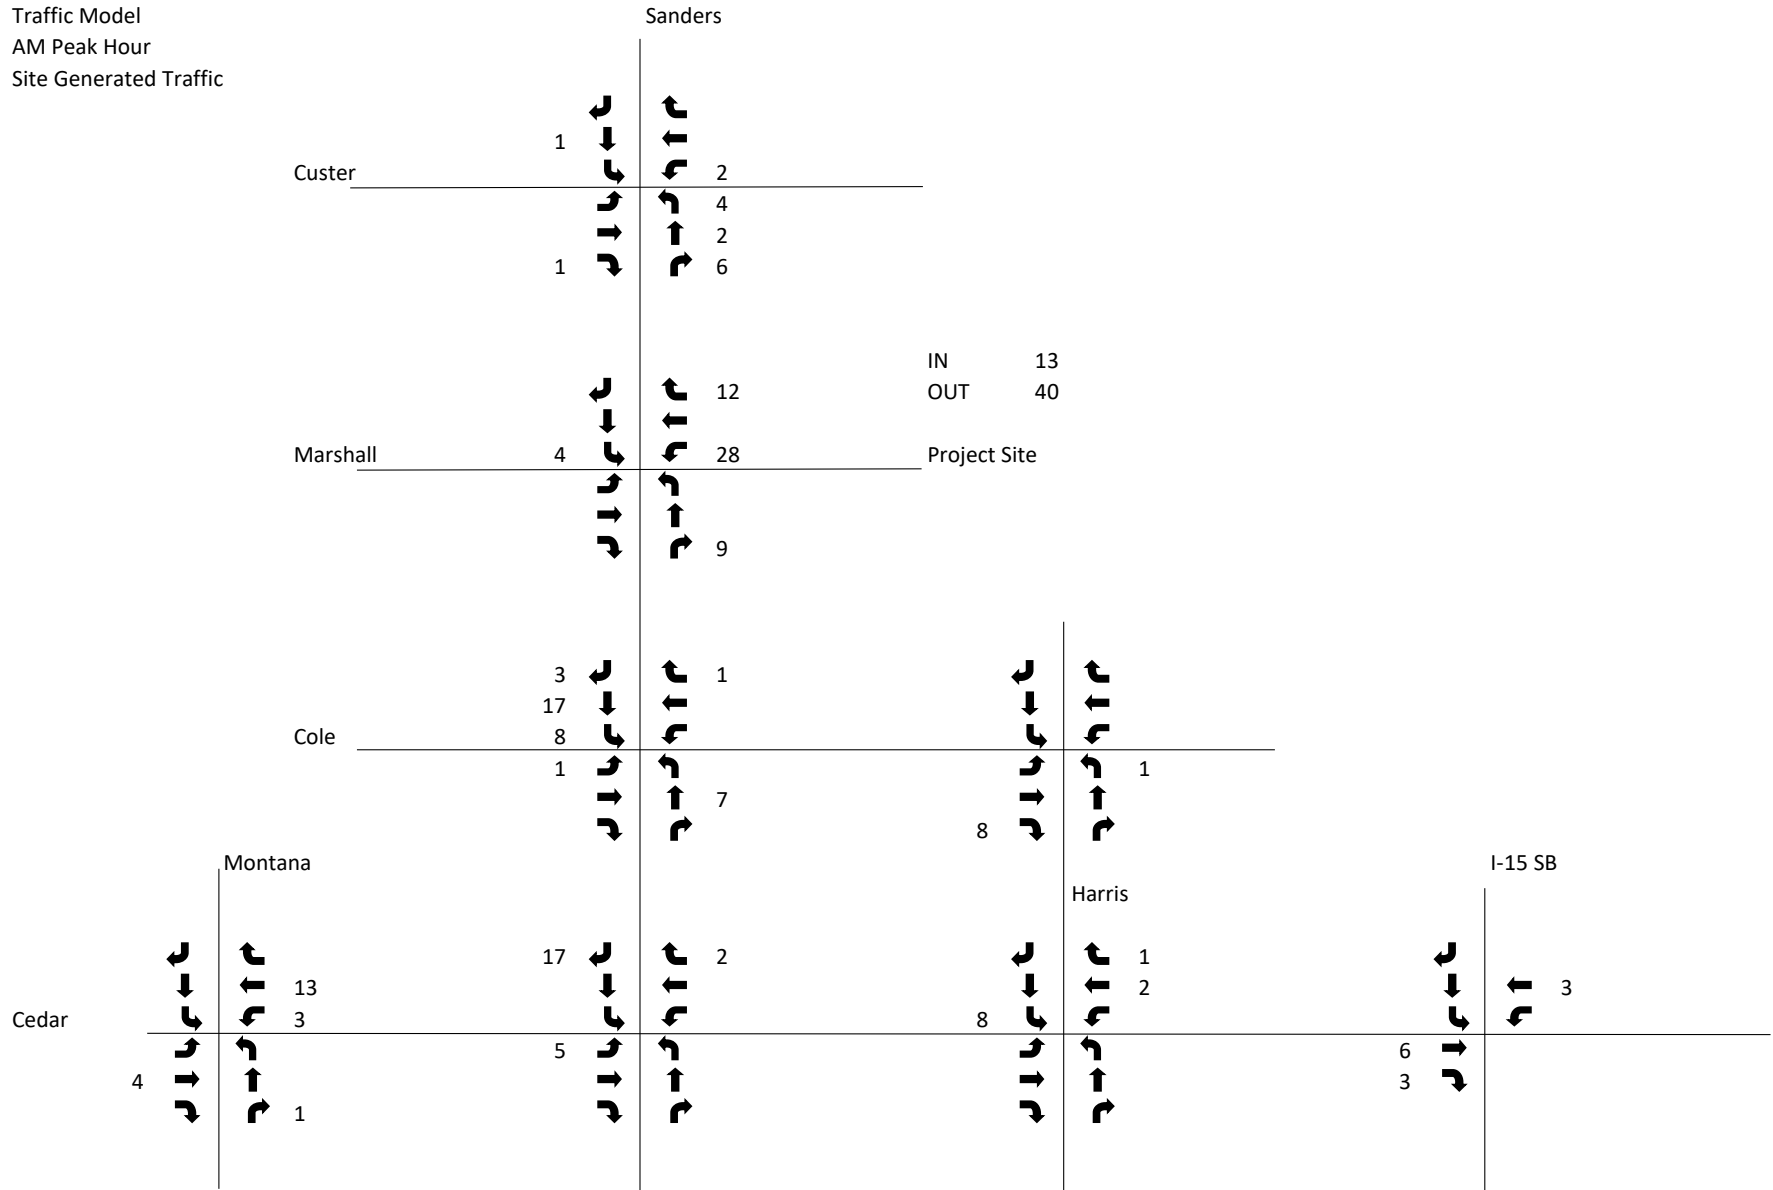 Traffic Model
Sanders
AM Peak Hour
Site Generated Traffic
1
Custer
2
4
2
1
6
IN 13
12
OUT 40
Marshall
4
28
Project Site
9
3
1
17
Cole
8
1
1
7
8
Montana
I-15 SB
Harris
17
2
1
13
2
3
Cedar
3
8
5
6
4
3
1